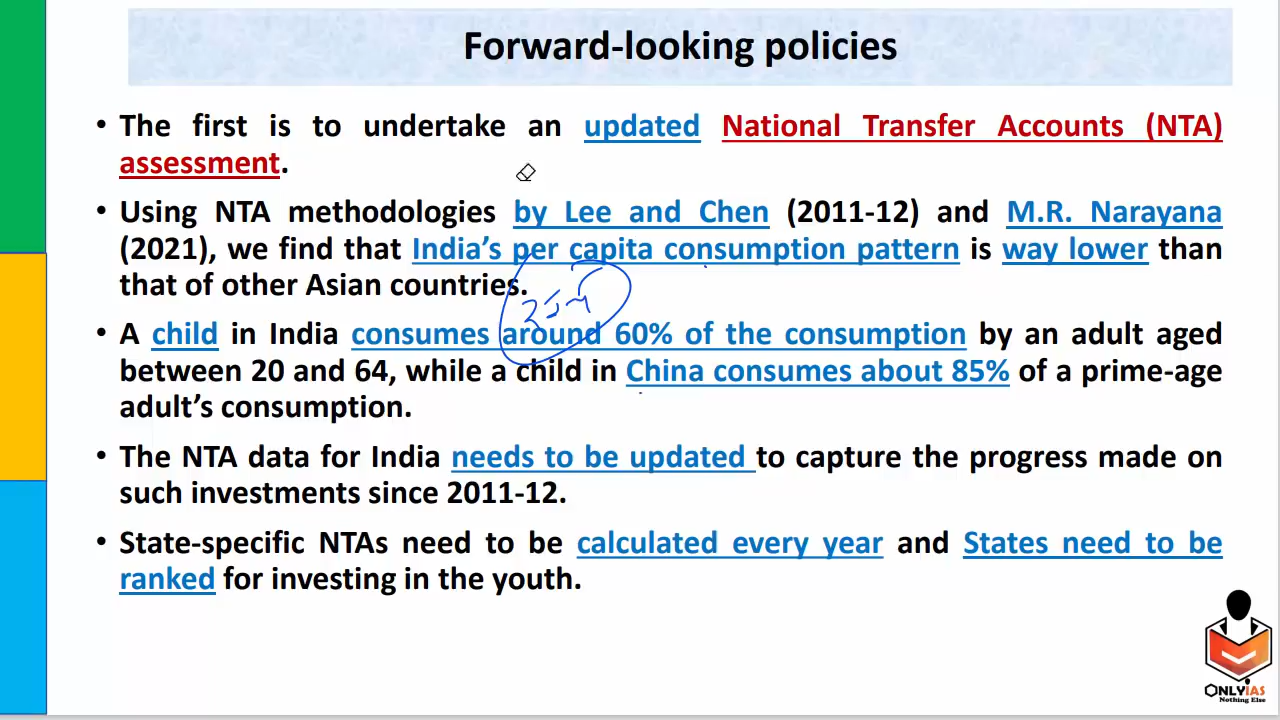 Forward-looking policies
• The first is to undertake an updated National Transfer Accounts (NTA)
assessment.
• Using NTA methodologies by Lee and Chen (2011-12) and M.R. Narayana
(2021), we find that India's per capita consumption pattern is way lower than
that of other Asian countries.
• A child in India consumes around 60% of the consumption by an adult aged
between 20 and 64, while a child in China consumes about 85% of a prime-age
adult's consumption.
• The NTA data for India needs to be updated to capture the progress made on
such investments since 2011-12.
• State-specific NTAs need to be calculated every year and States need to be
ranked for investing in the youth.
ONLYIAS
Nothing Else